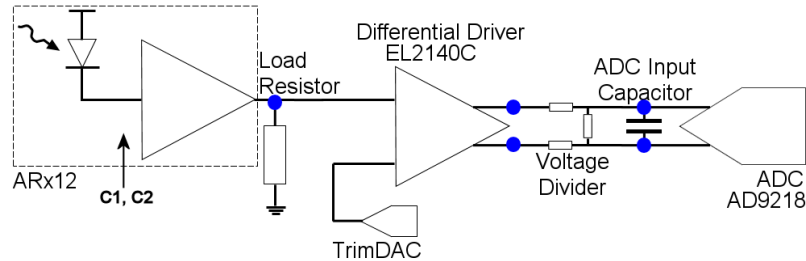 Differential Driver
EL2140C
Load
Resistor
ADC Input
Capacitor
Voltage
Divider
ADC
AD9218
ARx12
C1, C2
TrimDAC